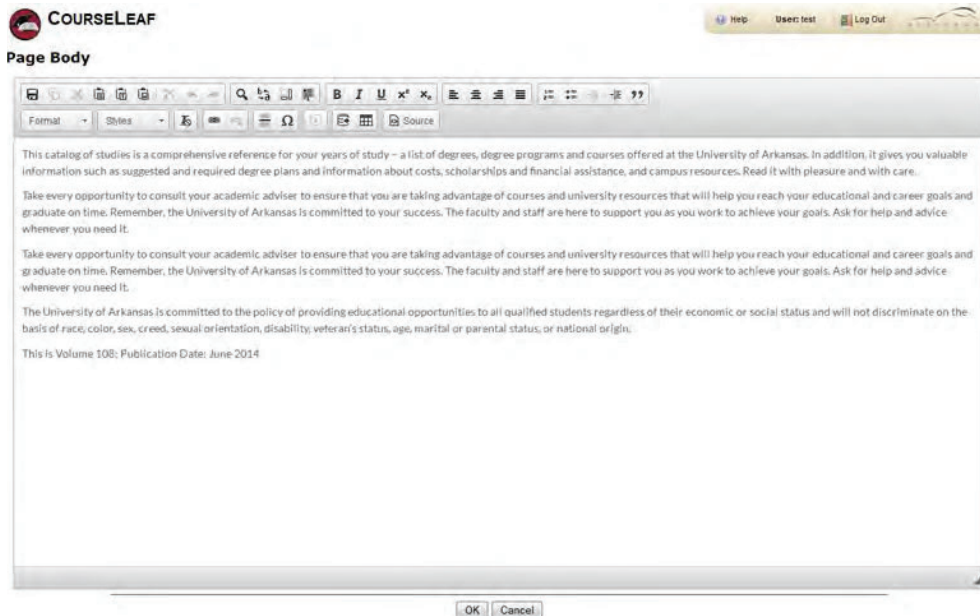 COURSELEAF
Help User: test Log Out
Page Body
B I U x² x₂
Format Styles Ω Source
This catalog of studies is a comprehensive reference for your years of study – a list of degrees, degree programs and courses offered at the University of Arkansas. In addition, it gives you valuable
information such as suggested and required degree plans and information about costs, scholarships and financial assistance, and campus resources. Read it with pleasure and with care.
Take every opportunity to consult your academic adviser to ensure that you are taking advantage of courses and university resources that will help you reach your educational and career goals and
graduate on time. Remember, the University of Arkansas is committed to your success. The faculty and staff are here to support you as you work to achieve your goals. Ask for help and advice
whenever you need it.
Take every opportunity to consult your academic adviser to ensure that you are taking advantage of courses and university resources that will help you reach your educational and career goals and
graduate on time. Remember, the University of Arkansas is committed to your success. The faculty and staff are here to support you as you work to achieve your goals. Ask for help and advice
whenever you need it.
The University of Arkansas is committed to the policy of providing educational opportunities to all qualified students regardless of their economic or social status and will not discriminate on the
basis of race, color, sex, creed, sexual orientation, disability, veteran's status, age, marital or parental status, or national origin.
This is Volume 108; Publication Date: June 2014
OK Cancel